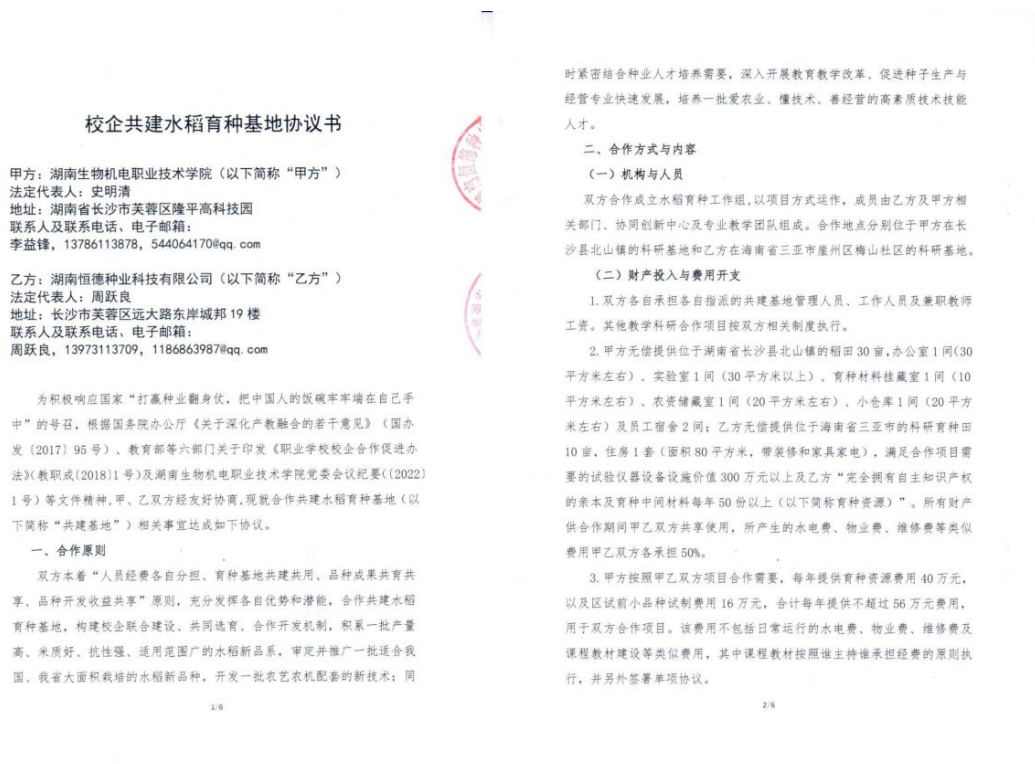 校企共建水稻育种基地协议书
甲方：湖南生物机电职业技术学院（以下简称“甲方”）
法定代表人：史明清
地址：湖南省长沙市芙蓉区隆平高科技园
联系人及联系电话、电子邮箱：
李益锋，13786113878，544064170@qq.com
乙方：湖南恒德种业科技有限公司（以下简称“乙方”）
法定代表人：周跃良
地址：长沙市芙蓉区远大路东岸城邦 19 楼
联系人及联系电话、电子邮箱：
周跃良，13973113709，1186863987@qq.com
为积极响应国家“打赢种业翻身仗，把中国人的饭碗牢牢端在自己手
中”的号召，根据国务院办公厅《关于深化产教融合的若干意见》（国办
发〔2017〕95 号）、教育部等六部门关于印发《职业学校校企合作促进办
法》(教职成〔2018〕1 号)及湖南生物机电职业技术学院党委会议纪要(〔2022〕
1 号）等文件精神，甲、乙双方经友好协商，现就合作共建水稻育种基地（以
下简称“共建基地”）相关事宜达成如下协议。
一、合作原则
双方本着“人员经费各自分担、育种基地共建共用、品种成果共育共
享、品种开发收益共享”原则，充分发挥各自优势和潜能，合作共建水稻
育种基地，构建校企联合建设、共同选育、合作开发机制，积累一批产量
高、米质好、抗性强、适用范围广的水稻新品系，审定并推广一批适合我
国、我省大面积栽培的水稻新品种，开发一批农艺农机配套的新技术；同
1/6
时紧密结合种业人才培养需要，深入开展教育教学改革、促进种子生产与
经营专业快速发展，培养一批爱农业、懂技术、善经营的高素质技术技能
人才。
二、合作方式与内容
（一）机构与人员
双方合作成立水稻育种工作组，以项目方式运作，成员由乙方及甲方相
关部门、协同创新中心及专业教学团队组成。合作地点分别位于甲方在长
沙县北山镇的科研基地和乙方在海南省三亚市崖州区梅山社区的科研基地。
（二）财产投入与费用开支
1.双方各自承担各自指派的共建基地管理人员、工作人员及兼职教师
工资。其他教学科研合作项目按双方相关制度执行。
2.甲方无偿提供位于湖南省长沙县北山镇的稻田 30 亩，办公室 1 间(30
平方米左右）、实验室 1 间（30 平方米以上）、育种材料挂藏室 1 间（10
平方米左右）、农资储藏室 1 间（20 平方米左右）、小仓库 1 间（20 平方
米左右）及员工宿舍 2 间；乙方无偿提供位于海南省三亚市的科研育种田
10 亩，住房 1 套（面积 80 平方米，带装修和家具家电），满足合作项目需
要的试验仪器设备设施价值 300 万元以上及乙方“完全拥有自主知识产权
的亲本及育种中间材料每年 50 份以上（以下简称育种资源）”。所有财产
供合作期间甲乙双方共享使用，所产生的水电费、物业费、维修费等类似
费用甲乙双方各承担 50%。
3.甲方按照甲乙双方项目合作需要，每年提供育种资源费用 40 万元，
以及区试前小品种试制费用 16 万元，合计每年提供不超过 56 万元费用，
用于双方合作项目。该费用不包括日常运行的水电费、物业费、维修费及
课程教材建设等类似费用，其中课程教材按照谁主持谁承担经费的原则执
行，并另外签署单项协议。
2/6